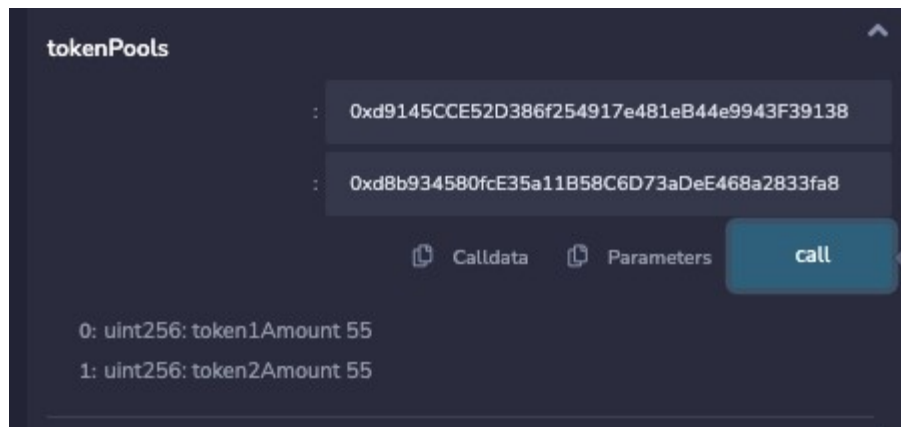 tokenPools
: 0xd9145CCE52D386f254917e481eB44e9943F39138
: 0xd8b934580fcE35a11B58C6D73aDeE468a2833fa8
Calldata Parameters call
0: uint256: token1Amount 55
1: uint256: token2Amount 55